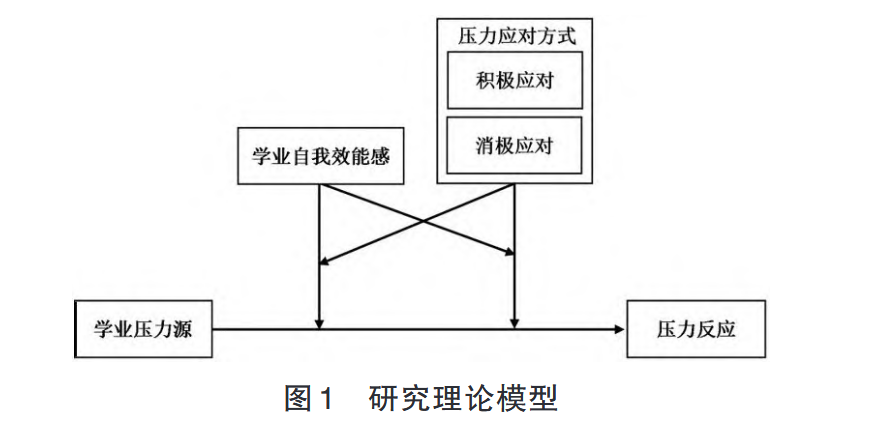 压力应对方式
积极应对
消极应对
学业自我效能感
学业压力源
压力反应
图1 研究理论模型